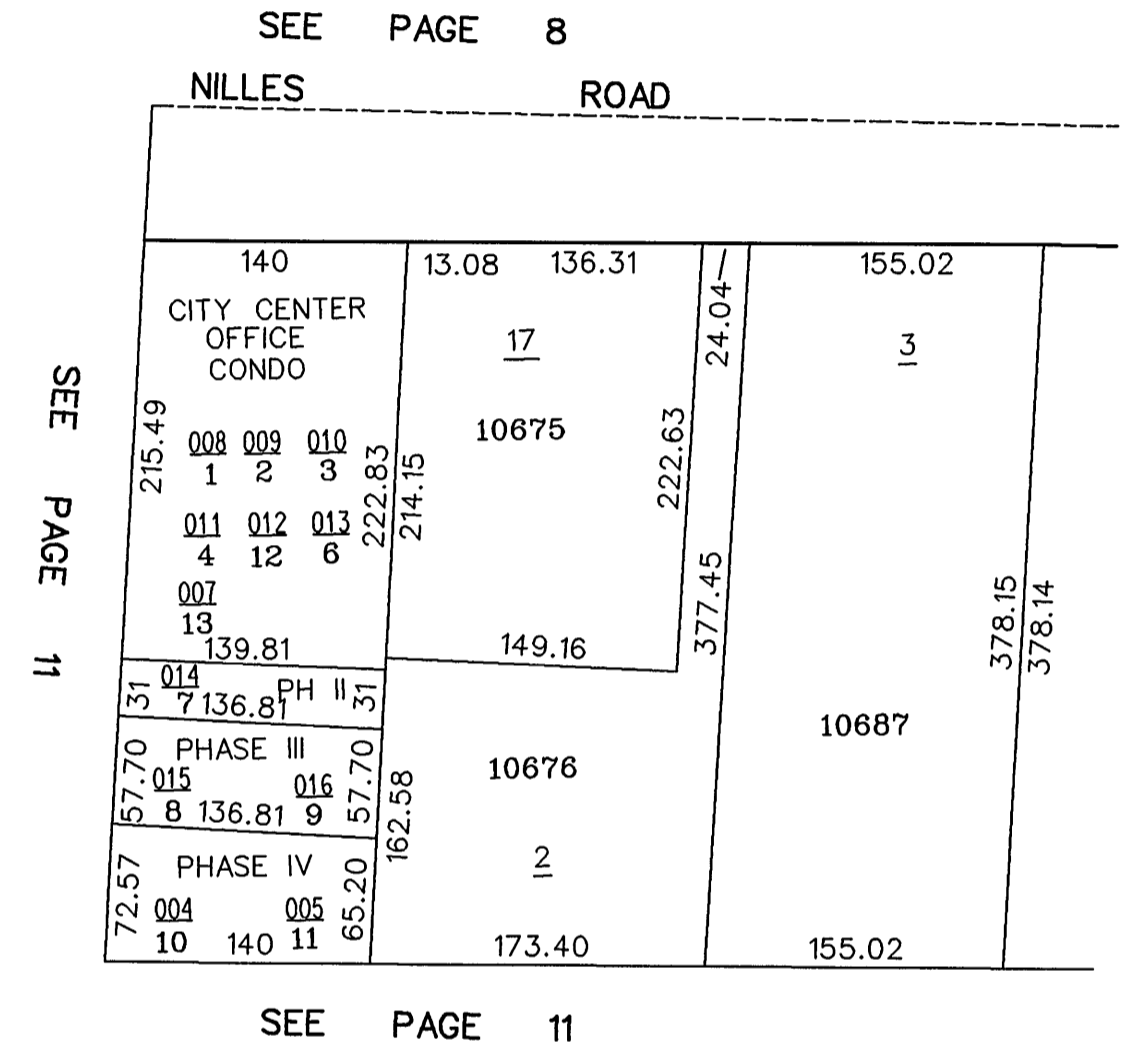 SEE PAGE 8
NILLES ROAD
140 13.08 136.31 24.04 155.02
CITY CENTER
OFFICE
CONDO
17 3
215.49
SEE PAGE 11
008 009 010
1 2 3
222.83
214.15
10675
222.63
011 012 013
4 12 6
007
13
139.81
149.16
377.45
378.15
378.14
31 014 PH II 31
7 136.81
10687
57.70 PHASE III 57.70
015 016
8 136.81 9
162.58
10676
72.57 PHASE IV 65.20
004 005
10 140 11
2
173.40 155.02
SEE PAGE 11